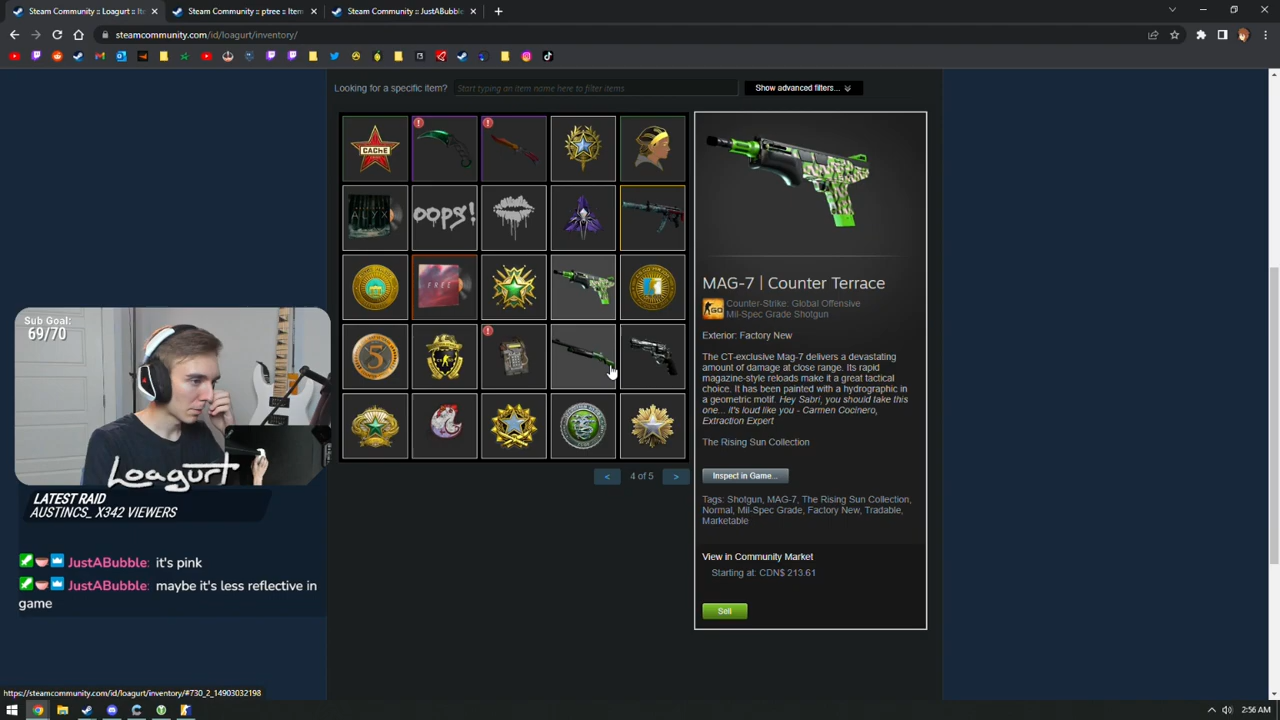 Steam Community :: Loagurt :: Ite
Steam Community :: ptree :: Item
Steam Community :: JustABubble
steamcommunity.com/id/loagurt/inventory/
Looking for a specific item?
Start typing an item name here to filter items
Show advanced filters...
CACHE
ALYX
OOPS!
FREE
5
MAG-7 | Counter Terrace
CS GO
Counter-Strike: Global Offensive
Mil-Spec Grade Shotgun
Exterior: Factory New
The CT-exclusive Mag-7 delivers a devastating
amount of damage at close range. Its rapid
magazine-style reloads make it a great tactical
choice. It has been painted with a hydrographic
in a geometric motif. Hey Sabri, you should take this
one... it's loud like you - Carmen Cocinero,
Extraction Expert
The Rising Sun Collection
Inspect in Game...
Tags: Shotgun, MAG-7, The Rising Sun Collection,
Normal, Mil-Spec Grade, Factory New, Tradable,
Marketable
View in Community Market
Starting at: CDN$ 213.61
Sell
< 4 of 5 >
Sub Goal:
69/70
Loagurt
LATEST RAID
AUSTINCS_ X342 VIEWERS
JustABubble: it's pink
JustABubble: maybe it's less reflective in
game
https://steamcommunity.com/id/loagurt/inventory/#730_2_14903032198
2:56 AM